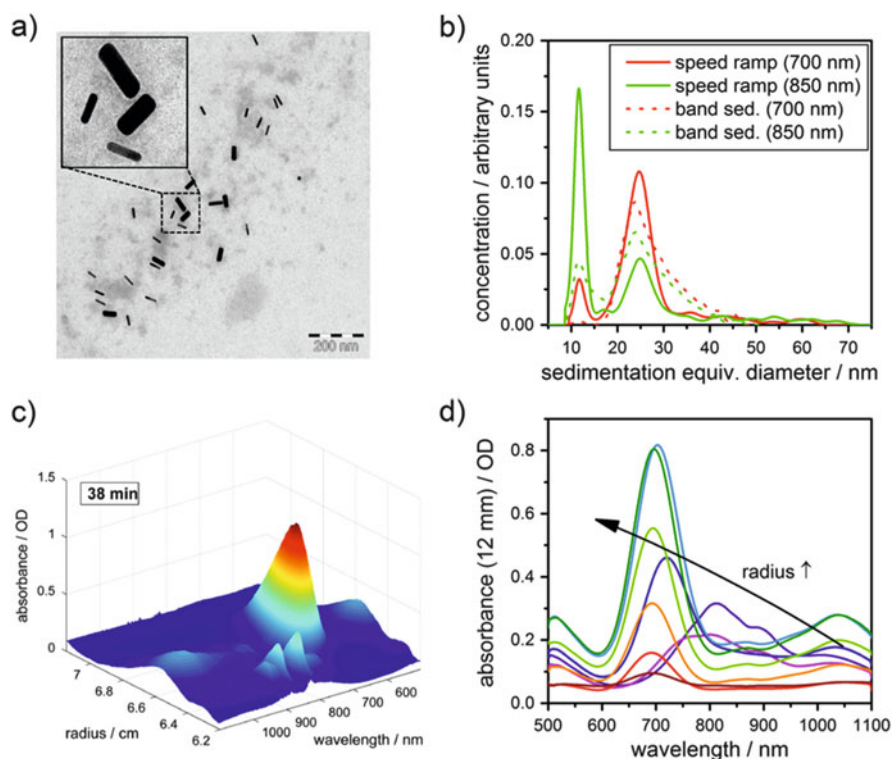 a)
200 nm
b)
concentration / arbitrary units
0.20
0.15
0.10
0.05
0.00
speed ramp (700 nm)
speed ramp (850 nm)
band sed. (700 nm)
band sed. (850 nm)
10 20 30 40 50 60 70
sedimentation equiv. diameter / nm
c)
38 min
absorbance / OD
1.5
1
0.5
0
7
6.8
6.6
6.4
6.2
radius / cm
1000
900
800
700
600
wavelength / nm
d)
absorbance (12 mm) / OD
0.8
0.6
0.4
0.2
0.0
radius ↑
500 600 700 800 900 1000 1100
wavelength / nm